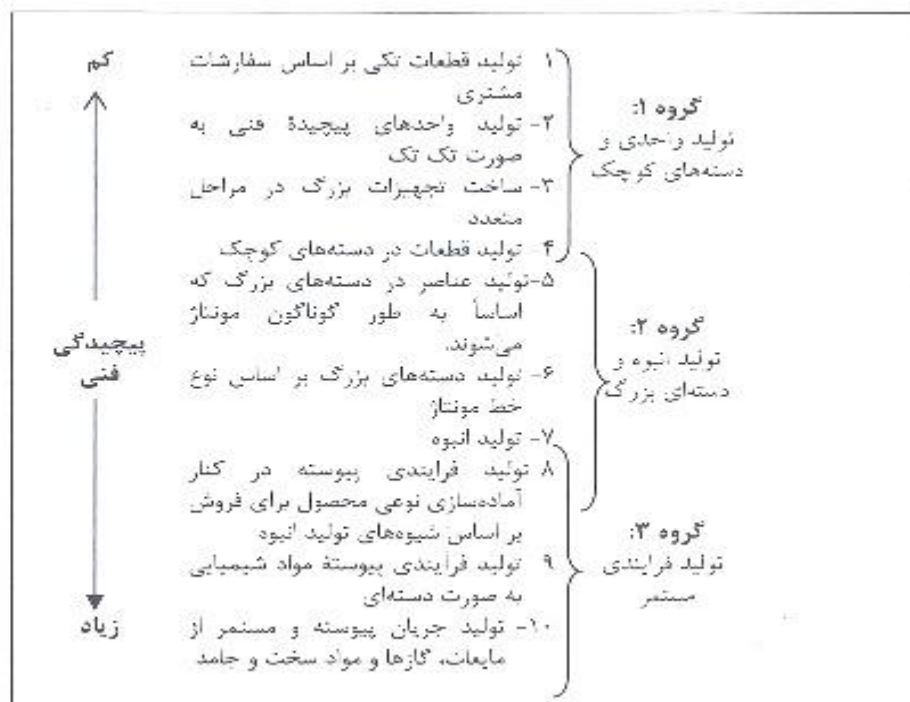 کم
پیچیدگی
فنی
زیاد
۱ تولید قطعات تکی بر اساس سفارشات
مشتری
۲- تولید واحدهای پیچیدهٔ فنی به
صورت تک تک
۳- ساخت تجهیزات بزرگ در مراحل
متعدد
۴- تولید قطعات در دسته‌های کوچک
۵-تولید عناصر در دسته‌های بزرگ که
اساساً به طور گوناگون مونتاژ
می‌شوند.
۶- تولید دسته‌های بزرگ بر اساس نوع
خط مونتاژ
۷- تولید انبوه
۸ تولید فرایندی پیوسته در کنار
آماده‌سازی نوعی محصول برای فروش
بر اساس شیوه‌های تولید انبوه
۹ تولید فرایندی پیوستهٔ مواد شیمیایی
به صورت دسته‌ای
۱۰- تولید جریان پیوسته و مستمر از
مایعات، گازها و مواد سخت و جامد
گروه ۱:
تولید واحدی و
دسته‌های کوچک
گروه ۲:
تولید انبوه و
دسته‌ای بزرگ
گروه ۳:
تولید فرایندی
مستمر